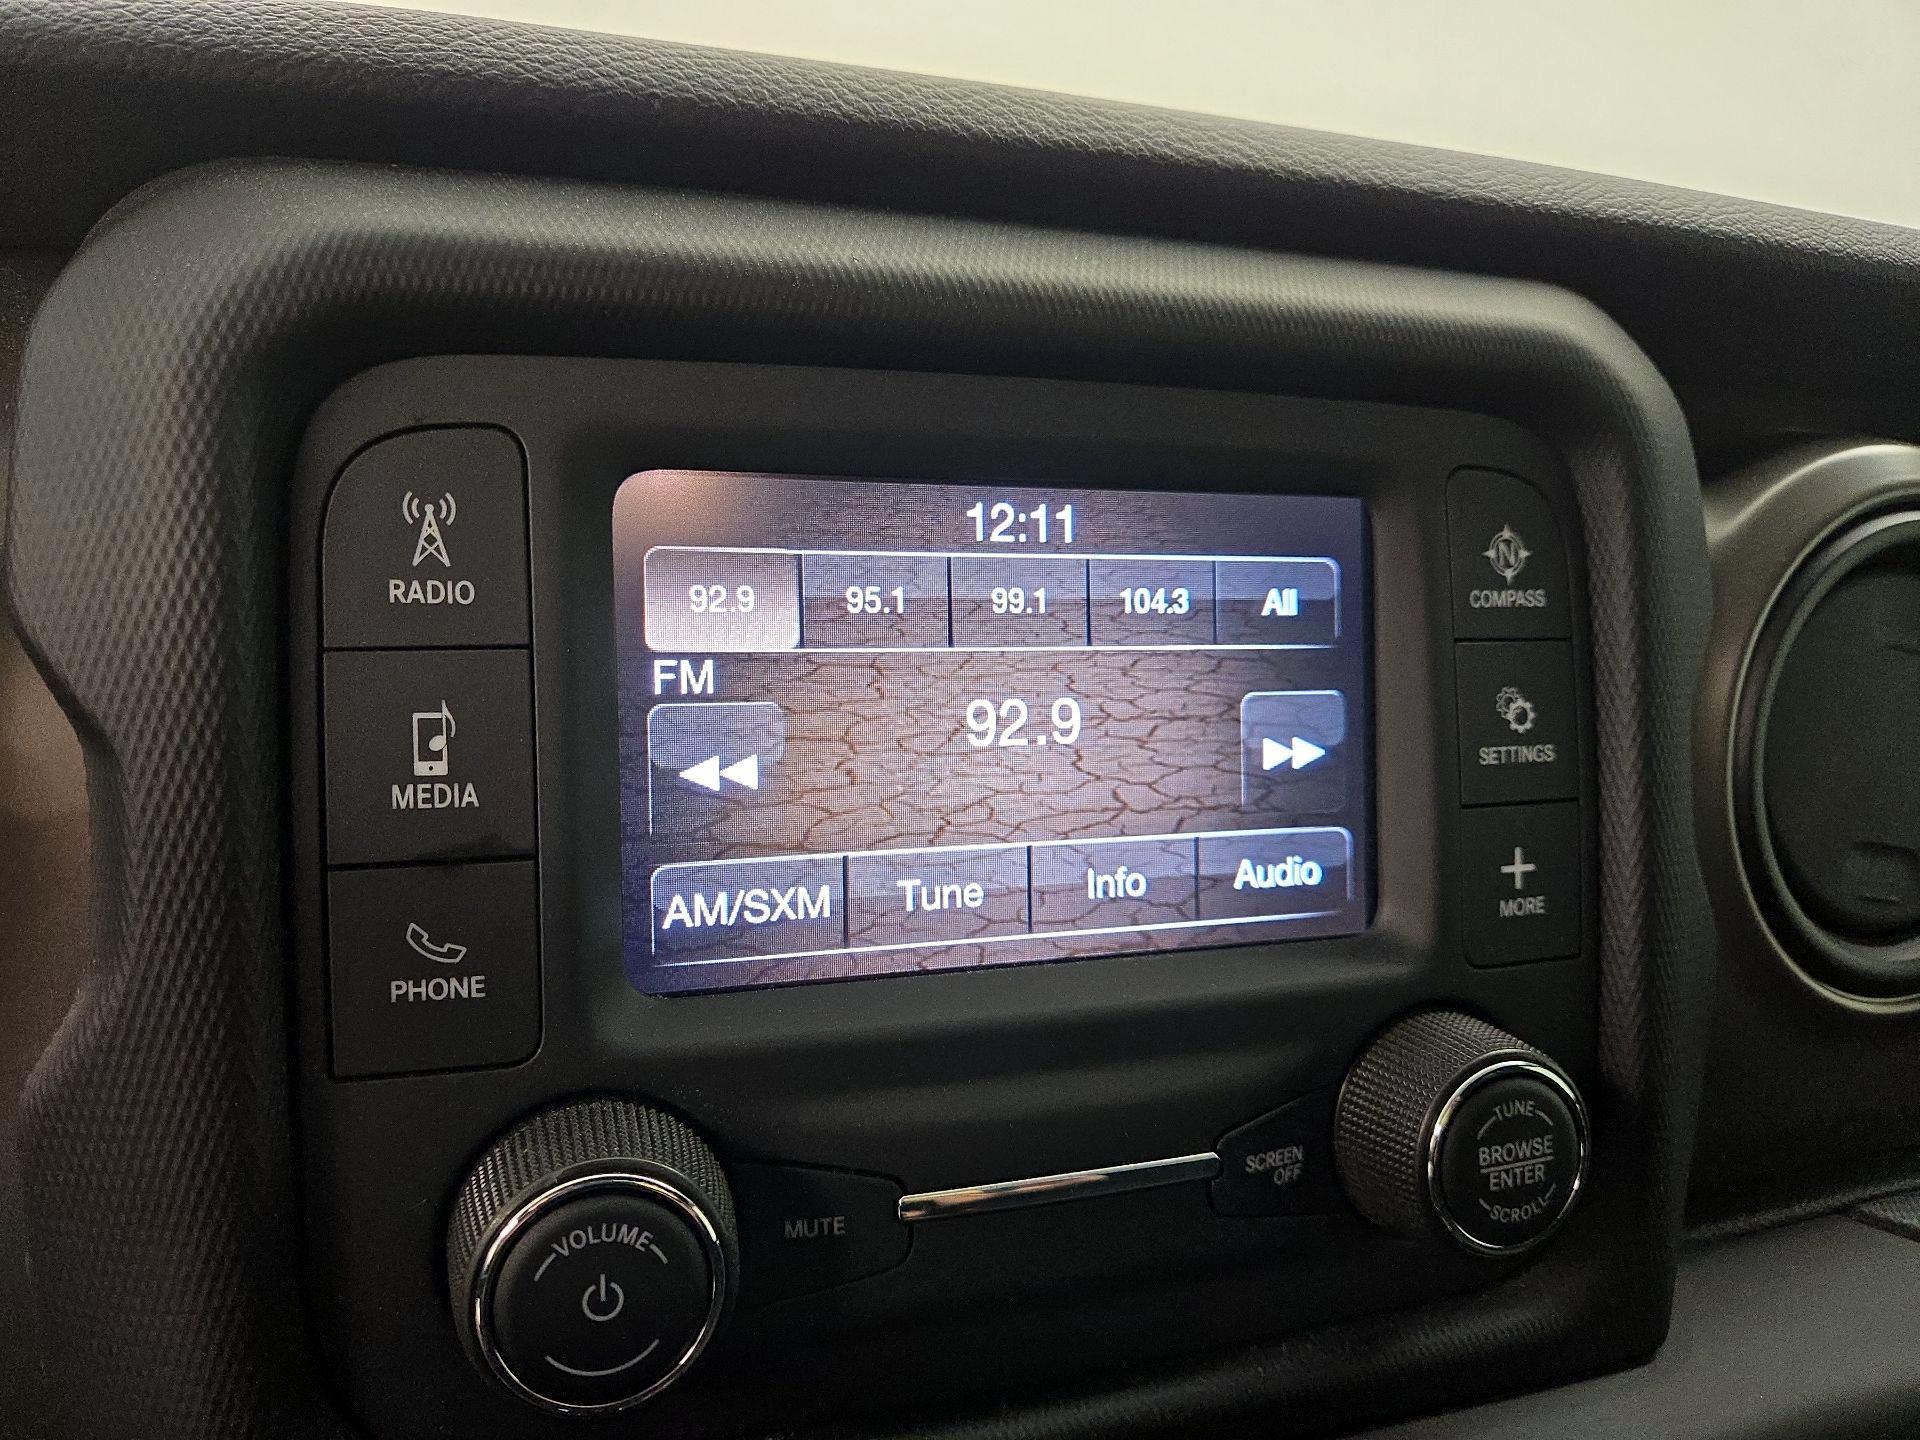 RADIO
MEDIA
PHONE
12:11
92.9 95.1 99.1 104.3 All
FM
92.9
AM/SXM Tune Info Audio
N
COMPASS
SETTINGS
MORE
VOLUME
MUTE
SCREEN
OFF
TUNE
BROWSE
ENTER
SCROLL